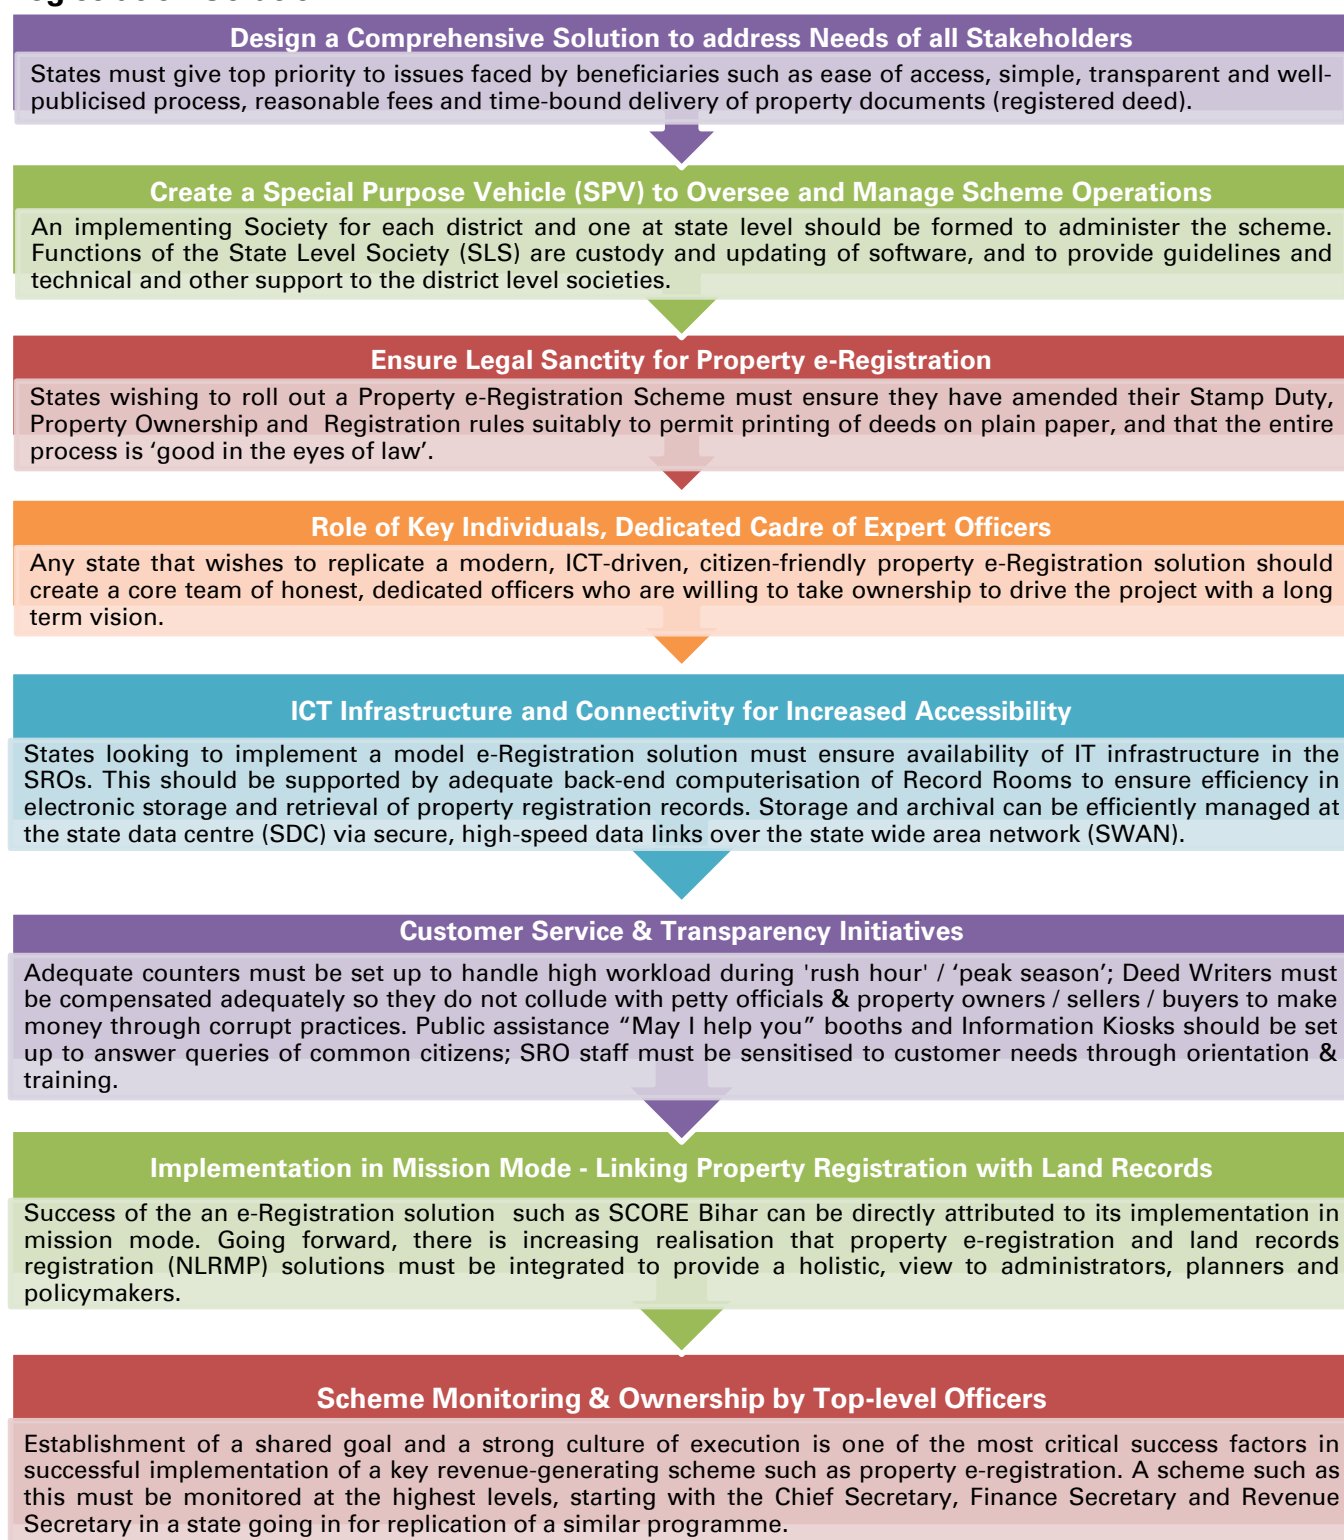 Design a Comprehensive Solution to address Needs of all Stakeholders
States must give top priority to issues faced by beneficiaries such as ease of access, simple, transparent and well-
publicised process, reasonable fees and time-bound delivery of property documents (registered deed).
Create a Special Purpose Vehicle (SPV) to Oversee and Manage Scheme Operations
An implementing Society for each district and one at state level should be formed to administer the scheme.
Functions of the State Level Society (SLS) are custody and updating of software, and to provide guidelines and
technical and other support to the district level societies.
Ensure Legal Sanctity for Property e-Registration
States wishing to roll out a Property e-Registration Scheme must ensure they have amended their Stamp Duty,
Property Ownership and Registration rules suitably to permit printing of deeds on plain paper, and that the entire
process is ‘good in the eyes of law’.
Role of Key Individuals, Dedicated Cadre of Expert Officers
Any state that wishes to replicate a modern, ICT-driven, citizen-friendly property e-Registration solution should
create a core team of honest, dedicated officers who are willing to take ownership to drive the project with a long
term vision.
ICT Infrastructure and Connectivity for Increased Accessibility
States looking to implement a model e-Registration solution must ensure availability of IT infrastructure in the
SROs. This should be supported by adequate back-end computerisation of Record Rooms to ensure efficiency in
electronic storage and retrieval of property registration records. Storage and archival can be efficiently managed at
the state data centre (SDC) via secure, high-speed data links over the state wide area network (SWAN).
Customer Service & Transparency Initiatives
Adequate counters must be set up to handle high workload during 'rush hour' / ‘peak season’; Deed Writers must
be compensated adequately so they do not collude with petty officials & property owners / sellers / buyers to make
money through corrupt practices. Public assistance “May I help you” booths and Information Kiosks should be set
up to answer queries of common citizens; SRO staff must be sensitised to customer needs through orientation &
training.
Implementation in Mission Mode - Linking Property Registration with Land Records
Success of the an e-Registration solution such as SCORE Bihar can be directly attributed to its implementation in
mission mode. Going forward, there is increasing realisation that property e-registration and land records
registration (NLRMP) solutions must be integrated to provide a holistic, view to administrators, planners and
policymakers.
Scheme Monitoring & Ownership by Top-level Officers
Establishment of a shared goal and a strong culture of execution is one of the most critical success factors in
successful implementation of a key revenue-generating scheme such as property e-registration. A scheme such as
this must be monitored at the highest levels, starting with the Chief Secretary, Finance Secretary and Revenue
Secretary in a state going in for replication of a similar programme.